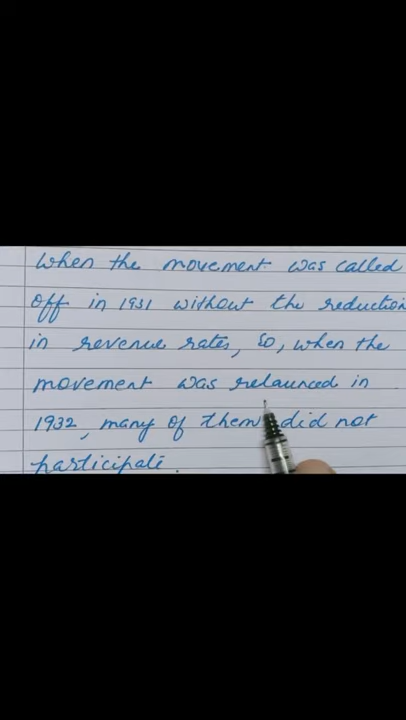 When the movement was called
off in 1931 without the reduction
in revenue rates, so, when the
movement was relaunced in
1932, many of them did not
participate.